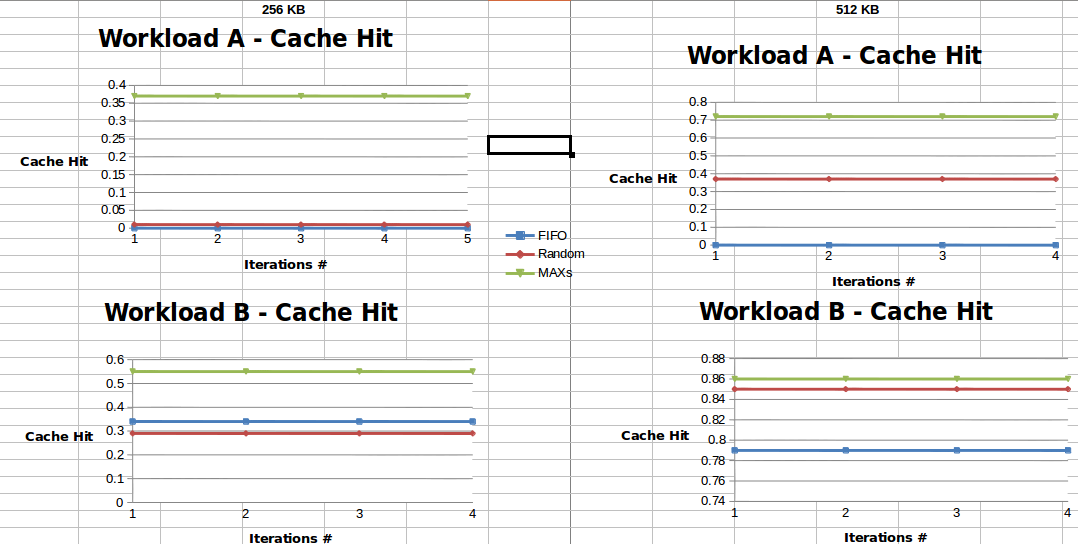 256 KB
512 KB
Workload A - Cache Hit
0.4
0.35
0.3
0.25
0.2
0.15
0.1
0.05
0
Cache Hit
1 2 3 4 5
Iterations #
Workload A - Cache Hit
0.8
0.7
0.6
0.5
0.4
0.3
0.2
0.1
0
Cache Hit
1 2 3 4
Iterations #
FIFO
Random
MAXs
Workload B - Cache Hit
0.6
0.5
0.4
0.3
0.2
0.1
0
Cache Hit
1 2 3 4
Iterations #
Workload B - Cache Hit
0.88
0.86
0.84
0.82
0.8
0.78
0.76
0.74
Cache Hit
1 2 3 4
Iterations #